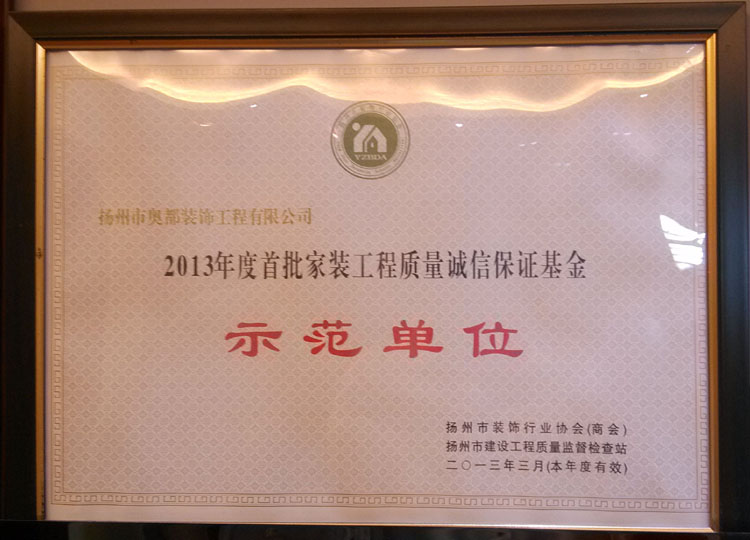 YZBDA
扬州市奥都装饰工程有限公司
2013年度首批家装工程质量诚信保证基金
示范单位
扬州市装饰行业协会(商会)
扬州市建设工程质量监督检查站
二〇一三年三月(本年度有效)